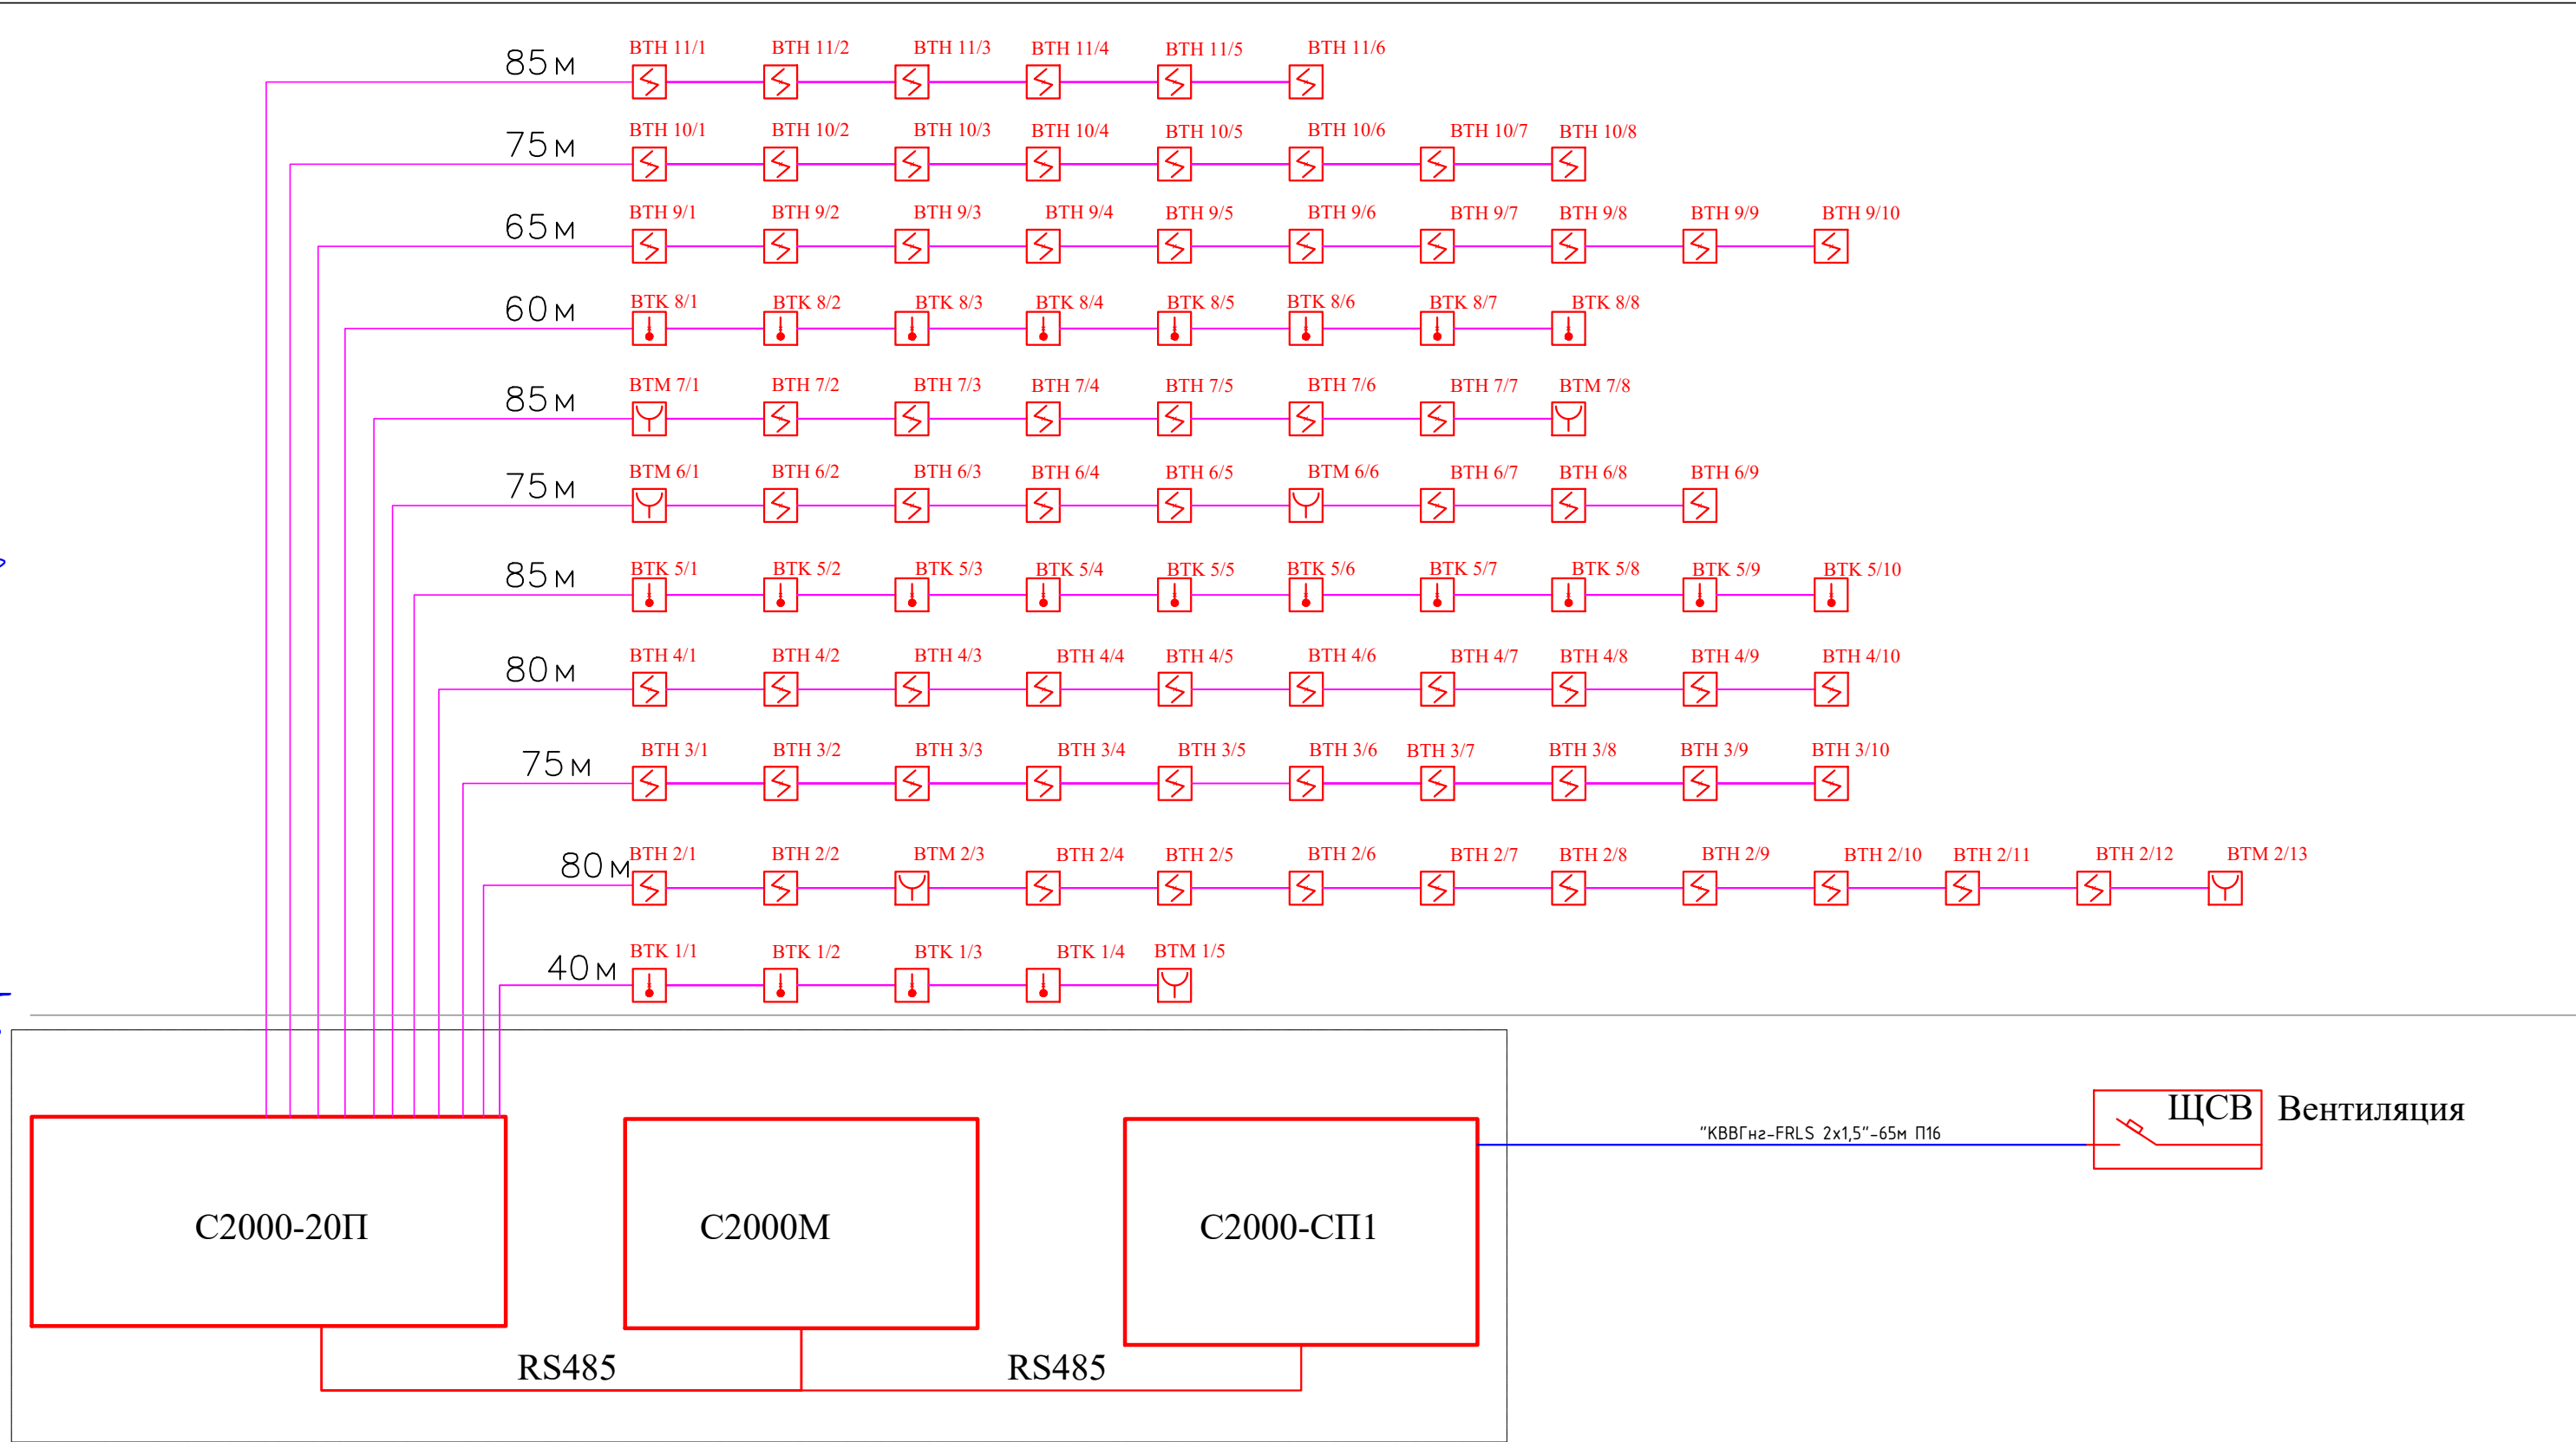 85м ВТН 11/1 ВТН 11/2 ВТН 11/3 ВТН 11/4 ВТН 11/5 ВТН 11/6
75м ВТН 10/1 ВТН 10/2 ВТН 10/3 ВТН 10/4 ВТН 10/5 ВТН 10/6 ВТН 10/7 ВТН 10/8
65м ВТН 9/1 ВТН 9/2 ВТН 9/3 ВТН 9/4 ВТН 9/5 ВТН 9/6 ВТН 9/7 ВТН 9/8 ВТН 9/9 ВТН 9/10
60м ВТК 8/1 ВТК 8/2 ВТК 8/3 ВТК 8/4 ВТК 8/5 ВТК 8/6 ВТК 8/7 ВТК 8/8
85м ВТМ 7/1 ВТН 7/2 ВТН 7/3 ВТН 7/4 ВТН 7/5 ВТН 7/6 ВТН 7/7 ВТМ 7/8
75м ВТМ 6/1 ВТН 6/2 ВТН 6/3 ВТН 6/4 ВТН 6/5 ВТМ 6/6 ВТН 6/7 ВТН 6/8 ВТН 6/9
85м ВТК 5/1 ВТК 5/2 ВТК 5/3 ВТК 5/4 ВТК 5/5 ВТК 5/6 ВТК 5/7 ВТК 5/8 ВТК 5/9 ВТК 5/10
80м ВТН 4/1 ВТН 4/2 ВТН 4/3 ВТН 4/4 ВТН 4/5 ВТН 4/6 ВТН 4/7 ВТН 4/8 ВТН 4/9 ВТН 4/10
75м ВТН 3/1 ВТН 3/2 ВТН 3/3 ВТН 3/4 ВТН 3/5 ВТН 3/6 ВТН 3/7 ВТН 3/8 ВТН 3/9 ВТН 3/10
80м ВТН 2/1 ВТН 2/2 ВТМ 2/3 ВТН 2/4 ВТН 2/5 ВТН 2/6 ВТН 2/7 ВТН 2/8 ВТН 2/9 ВТН 2/10 ВТН 2/11 ВТН 2/12 ВТМ 2/13
40м ВТК 1/1 ВТК 1/2 ВТК 1/3 ВТК 1/4 ВТМ 1/5
ЩСВ Вентиляция
"КВВГнг-FRLS 2х1,5"-65м П16
С2000-20П С2000М С2000-СП1
RS485 RS485